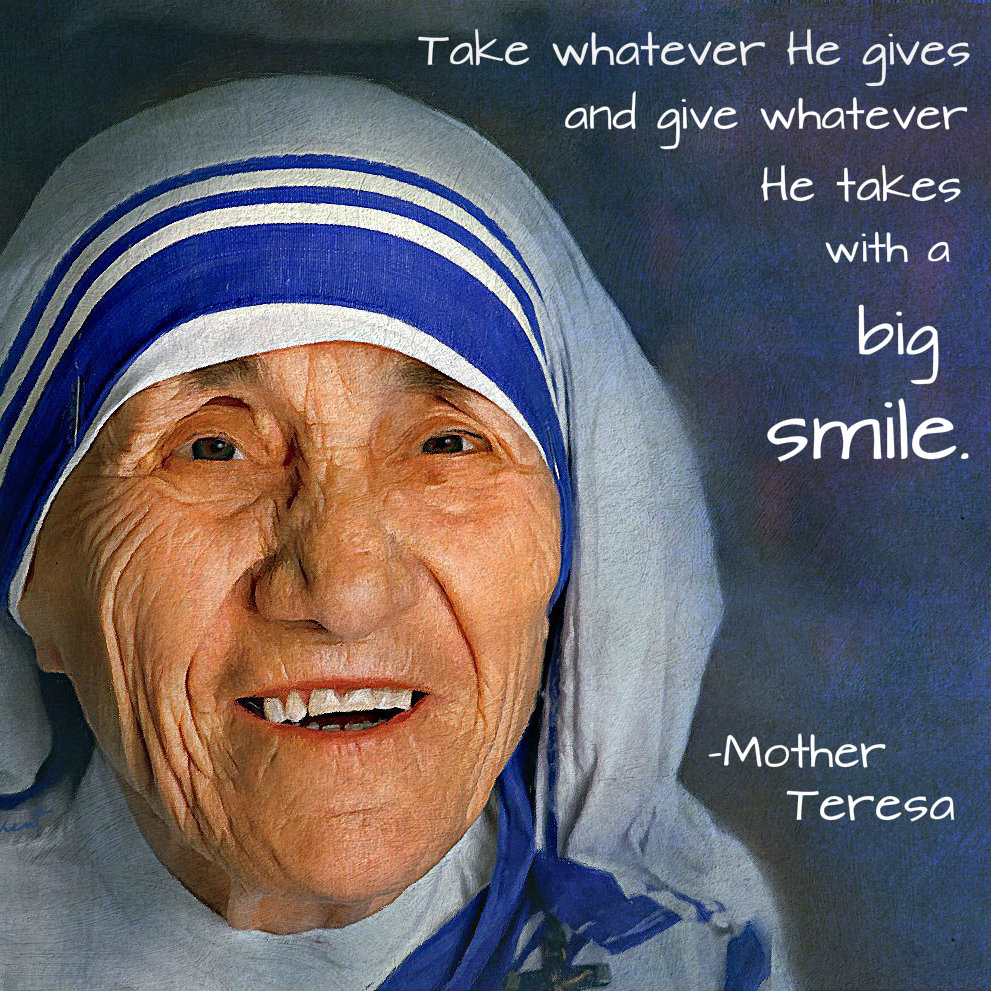 Take whatever He gives
and give whatever
He takes
with a
big
smile.
-Mother
Teresa